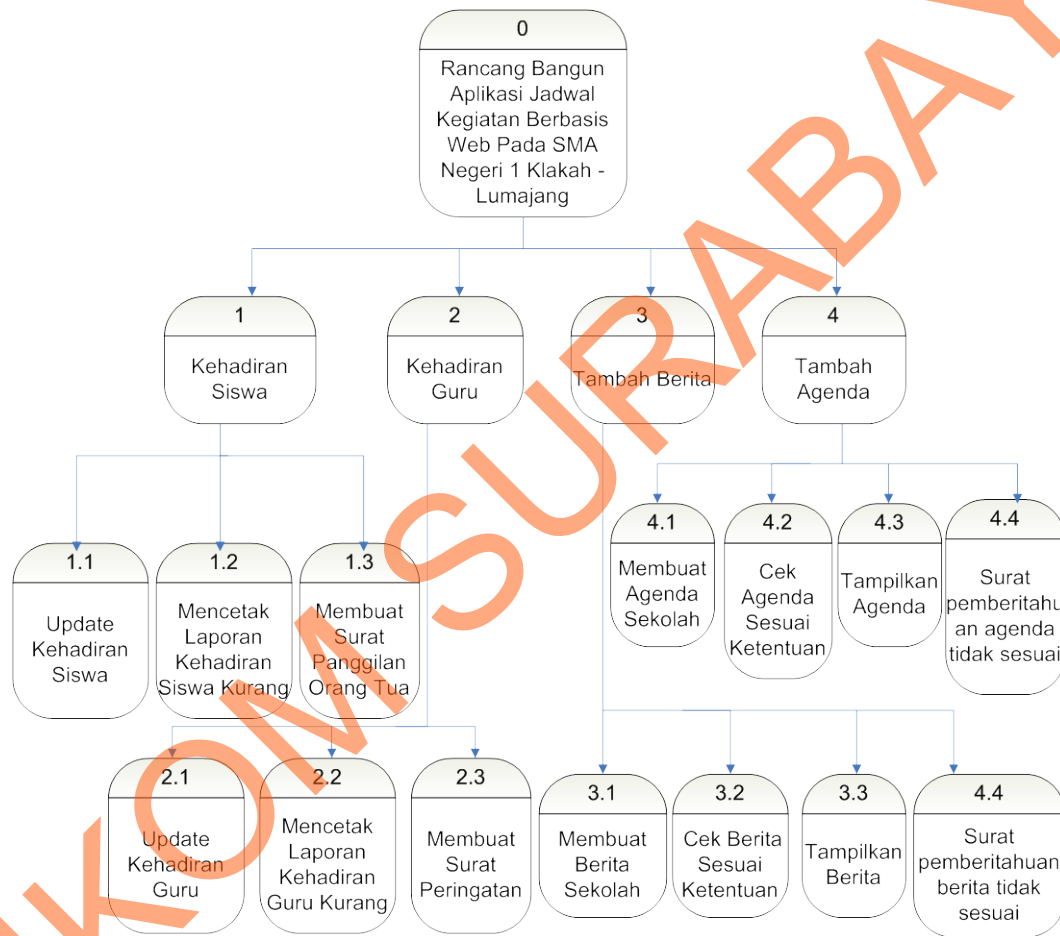 0
Rancang Bangun
Aplikasi Jadwal
Kegiatan Berbasis
Web Pada SMA
Negeri 1 Klakah -
Lumajang
1
Kehadiran
Siswa
2
Kehadiran
Guru
3
Tambah Berita
4
Tambah
Agenda
4.1
Membuat
Agenda
Sekolah
4.2
Cek
Agenda
Sesuai
Ketentuan
4.3
Tampilkan
Agenda
4.4
Surat
pemberitahu
an agenda
tidak sesuai
1.1
Update
Kehadiran
Siswa
1.2
Mencetak
Laporan
Kehadiran
Siswa Kurang
1.3
Membuat
Surat
Panggilan
Orang Tua
2.1
Update
Kehadiran
Guru
2.2
Mencetak
Laporan
Kehadiran
Guru Kurang
2.3
Membuat
Surat
Peringatan
3.1
Membuat
Berita
Sekolah
3.2
Cek Berita
Sesuai
Ketentuan
3.3
Tampilkan
Berita
4.4
Surat
pemberitahuan
berita tidak
sesuai
IKOM SURABAY